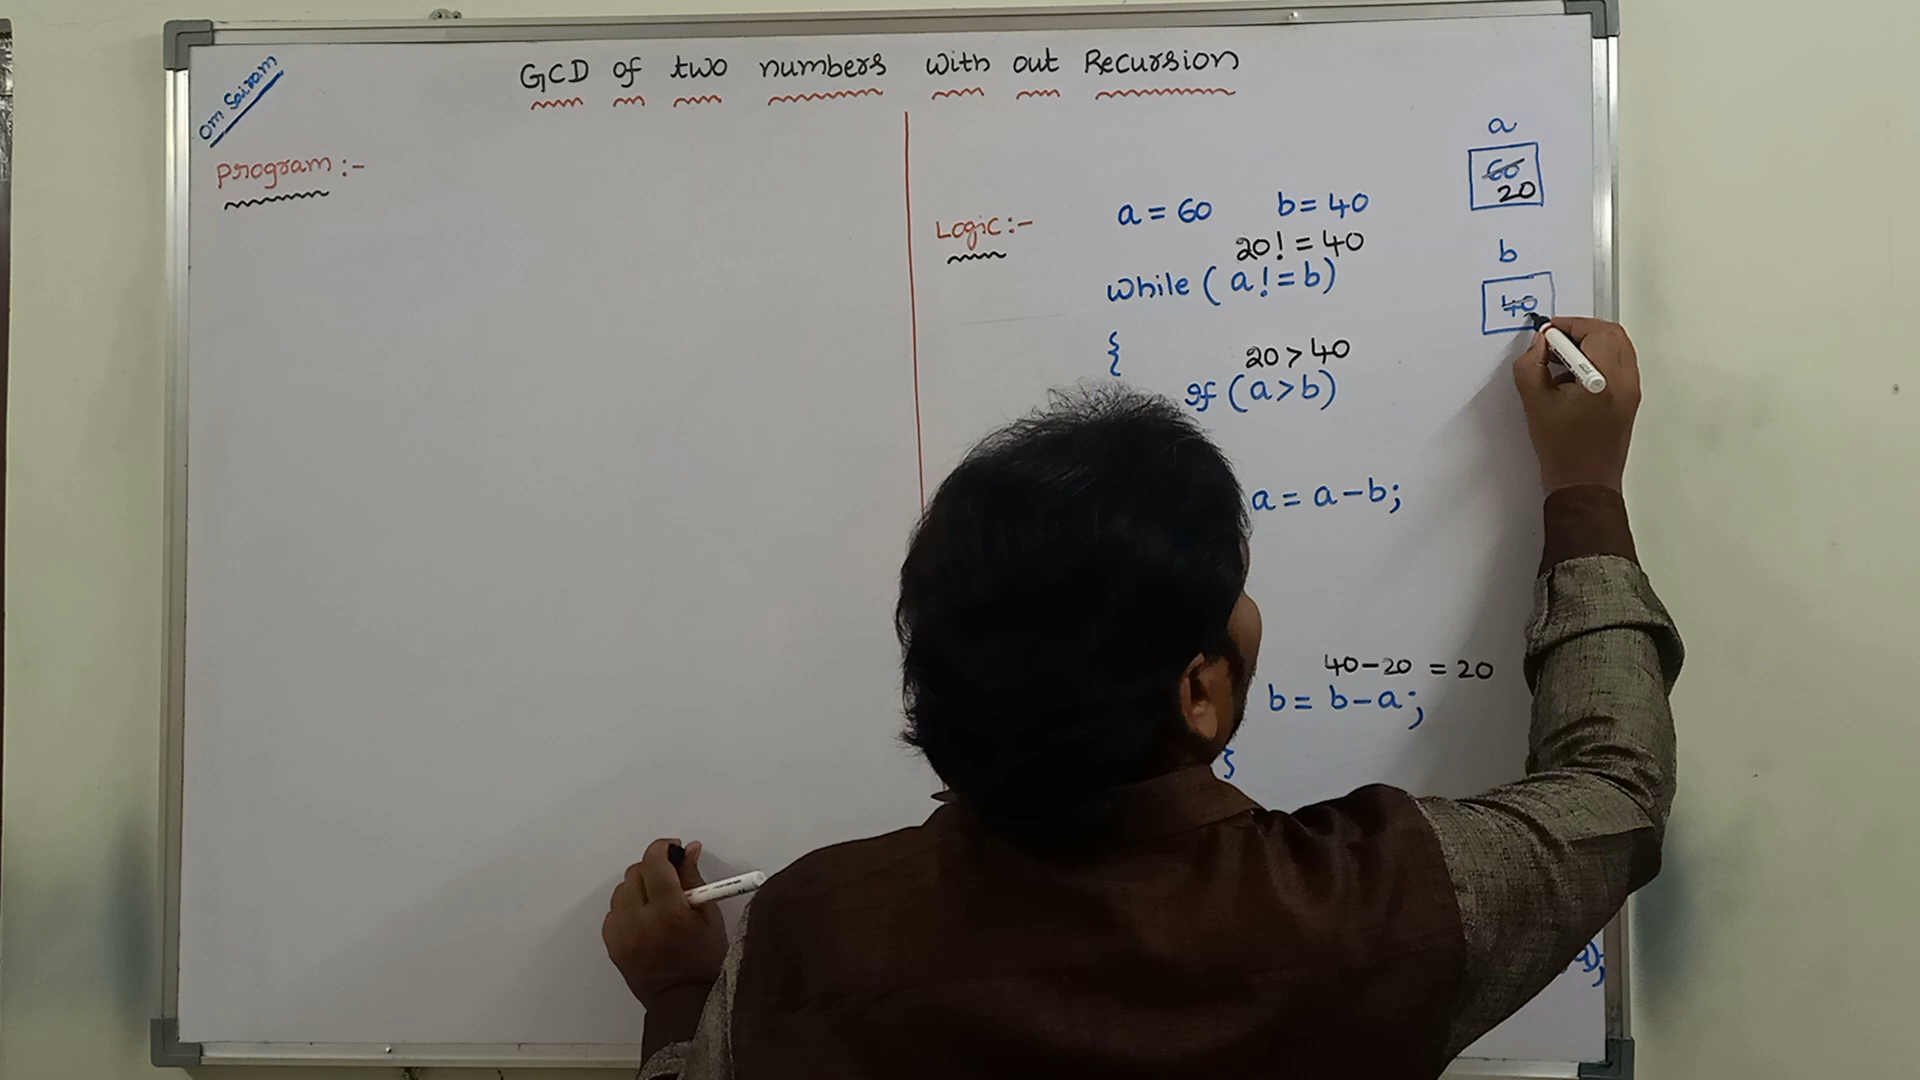 GCD of two numbers with out Recursion
Om Sairam
Program :-
Logic :-
a = 60 b = 40
20 ! = 40
while ( a ! = b )
{
20 > 40
if ( a > b )
a = a - b ;
40 - 20 = 20
b = b - a ;
}
a
60
20
b
40
) ;